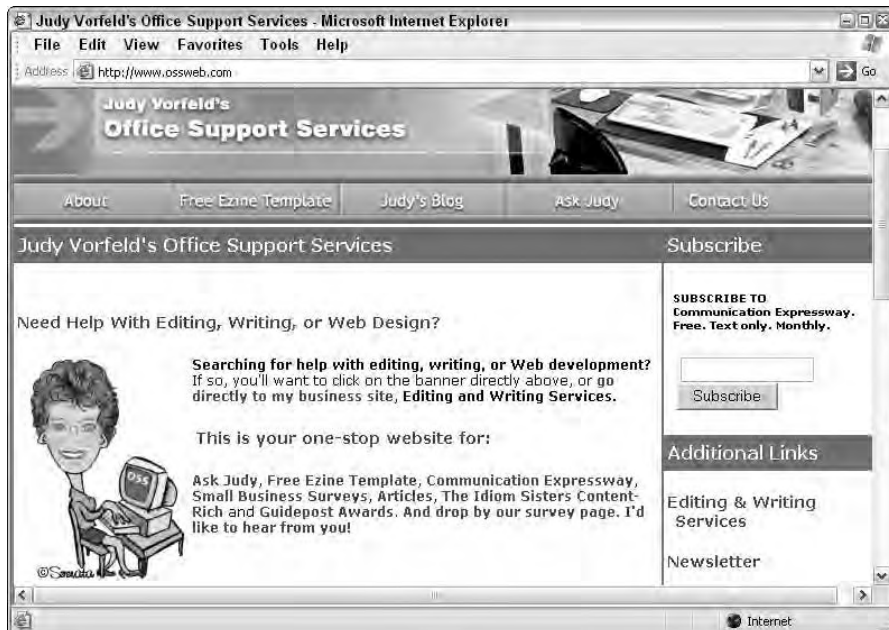 Judy Vorfeld's Office Support Services - Microsoft Internet Explorer
File Edit View Favorites Tools Help
Address http://www.ossweb.com Go
Judy Vorfeld's
Office Support Services
About Free Ezine Template Judy's Blog Ask Judy Contact Us
Judy Vorfeld's Office Support Services
Need Help With Editing, Writing, or Web Design?
Searching for help with editing, writing, or Web development?
If so, you'll want to click on the banner directly above, or go
directly to my business site, Editing and Writing Services.
This is your one-stop website for:
OSS
Ask Judy, Free Ezine Template, Communication Expressway,
Small Business Surveys, Articles, The Idiom Sisters Content-
Rich and Guidepost Awards. And drop by our survey page. I'd
like to hear from you!
Subscribe
SUBSCRIBE TO
Communication Expressway.
Free. Text only. Monthly.
Subscribe
Additional Links
Editing & Writing
Services
Newsletter
Internet